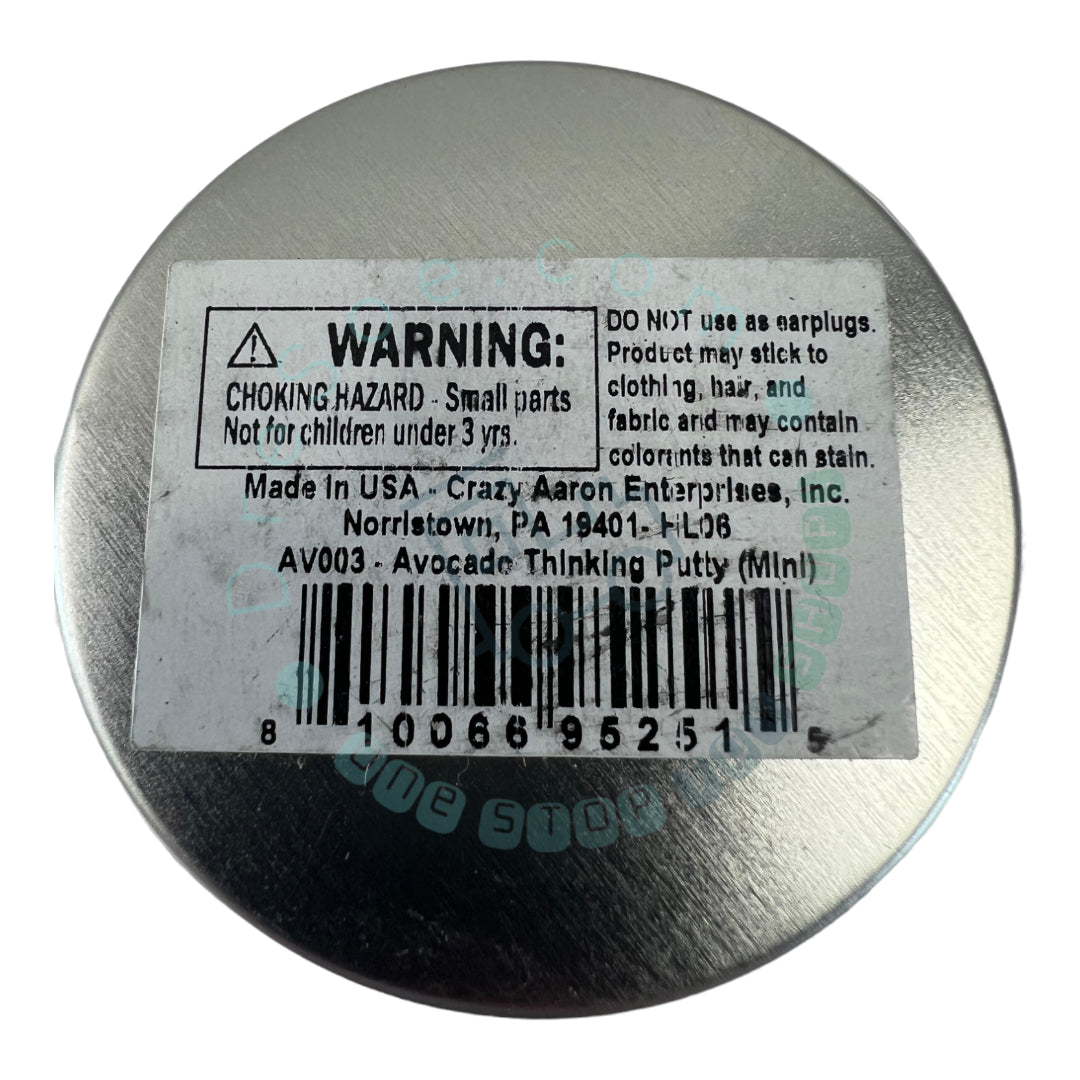 WARNING:
CHOKING HAZARD - Small parts
Not for children under 3 yrs.
DO NOT use as earplugs.
Product may stick to
clothing, hair, and
fabric and may contain
colorants that can stain.
Made in USA - Crazy Aaron Enterprises, Inc.
Norristown, PA 19401- HL06
AV003 - Avocado Thinking Putty (Mini)
8 10066 95251 5
one stop